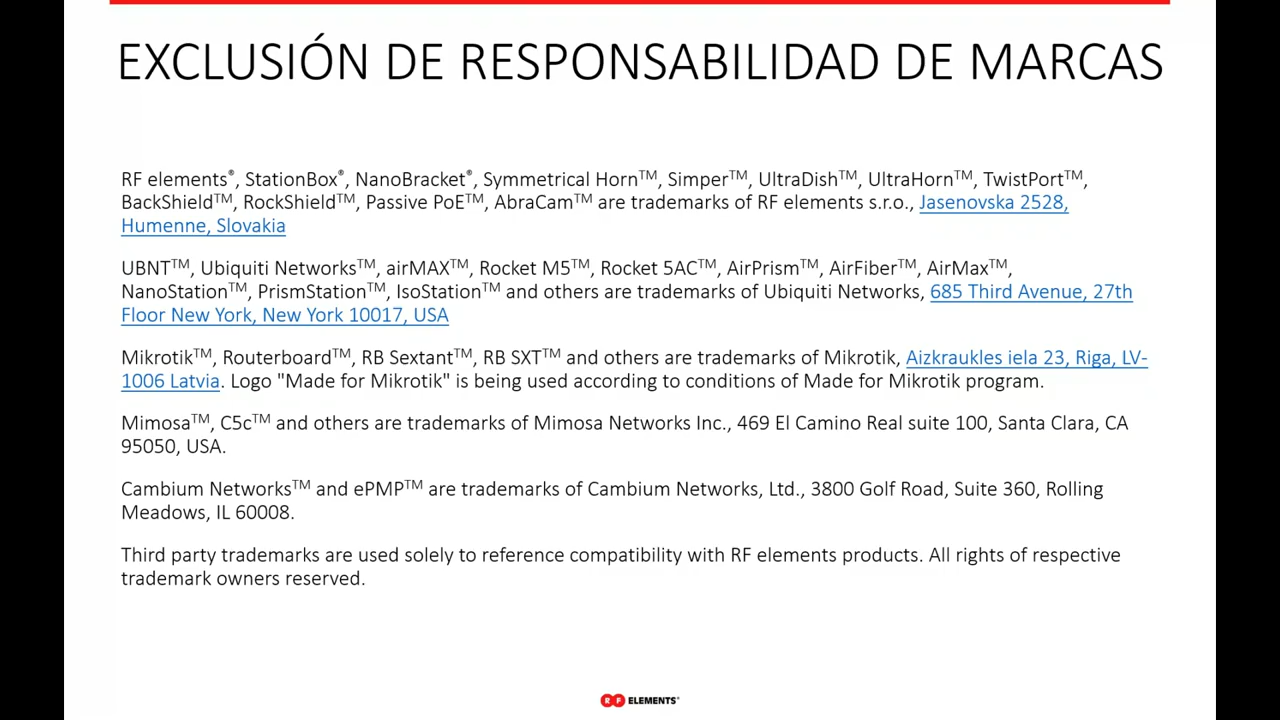 EXCLUSIÓN DE RESPONSABILIDAD DE MARCAS
RF elements®, StationBox®, NanoBracket®, Symmetrical Horn™, Simper™, UltraDish™, UltraHorn™, TwistPort™,
BackShield™, RockShield™, Passive PoE™, AbraCam™ are trademarks of RF elements s.r.o., Jasenovska 2528,
Humenne, Slovakia
UBNT™, Ubiquiti Networks™, airMAX™, Rocket M5™, Rocket 5AC™, AirPrism™, AirFiber™, AirMax™,
NanoStation™, PrismStation™, IsoStation™ and others are trademarks of Ubiquiti Networks, 685 Third Avenue, 27th
Floor New York, New York 10017, USA
Mikrotik™, Routerboard™, RB Sextant™, RB SXT™ and others are trademarks of Mikrotik, Aizkraukles iela 23, Riga, LV-
1006 Latvia. Logo "Made for Mikrotik" is being used according to conditions of Made for Mikrotik program.
Mimosa™, C5c™ and others are trademarks of Mimosa Networks Inc., 469 El Camino Real suite 100, Santa Clara, CA
95050, USA.
Cambium Networks™ and ePMP™ are trademarks of Cambium Networks, Ltd., 3800 Golf Road, Suite 360, Rolling
Meadows, IL 60008.
Third party trademarks are used solely to reference compatibility with RF elements products. All rights of respective
trademark owners reserved.
RF ELEMENTS®